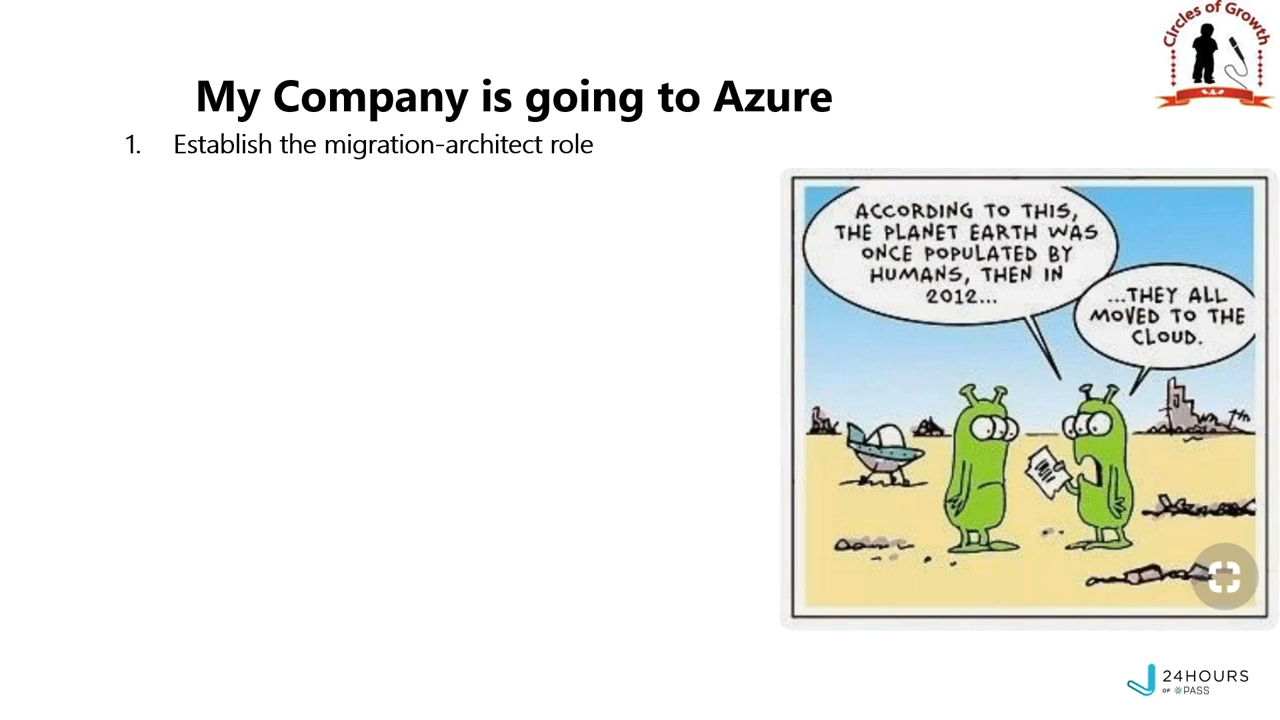 Circles of Growth
My Company is going to Azure
1. Establish the migration-architect role
ACCORDING TO THIS,
THE PLANET EARTH WAS
ONCE POPULATED BY
HUMANS, THEN IN
2012...
...THEY ALL
MOVED TO THE
CLOUD.
24HOURS
OF PASS